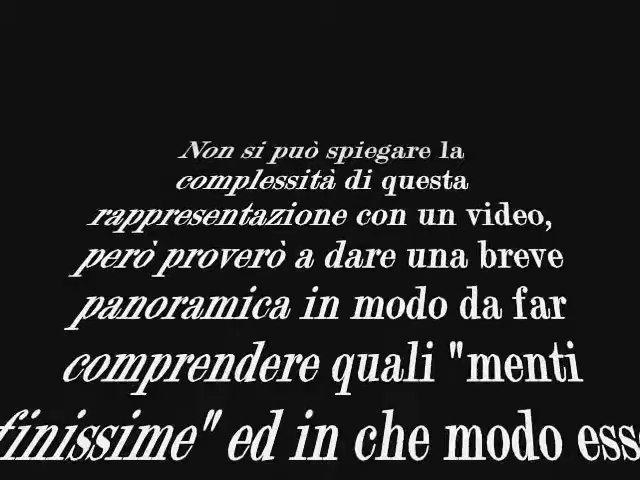 Non si può spiegare la
complessità di questa
rappresentazione con un video,
però proverò a dare una breve
panoramica in modo da far
comprendere quali "menti
finissime" ed in che modo ess